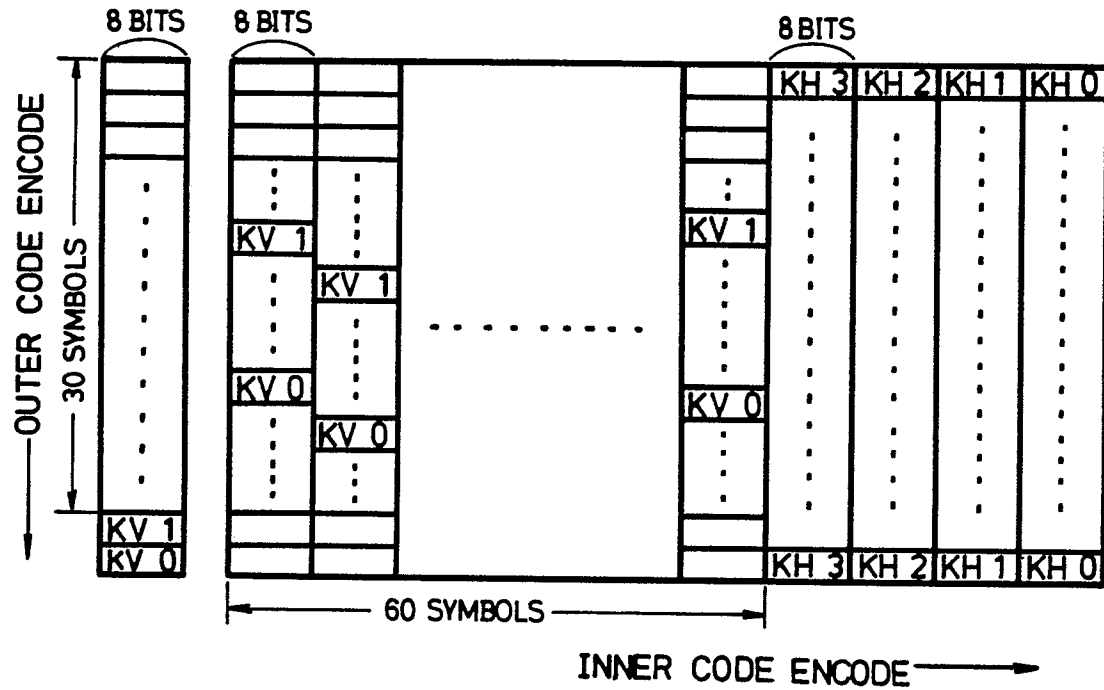 8 BITS 8 BITS 8 BITS
KH 3 KH 2 KH 1 KH 0
OUTER CODE ENCODE
30 SYMBOLS
KV 1 KV 1
KV 1
KV 0 KV 0
KV 0
KV 1
KV 0 KH 3 KH 2 KH 1 KH 0
60 SYMBOLS
INNER CODE ENCODE